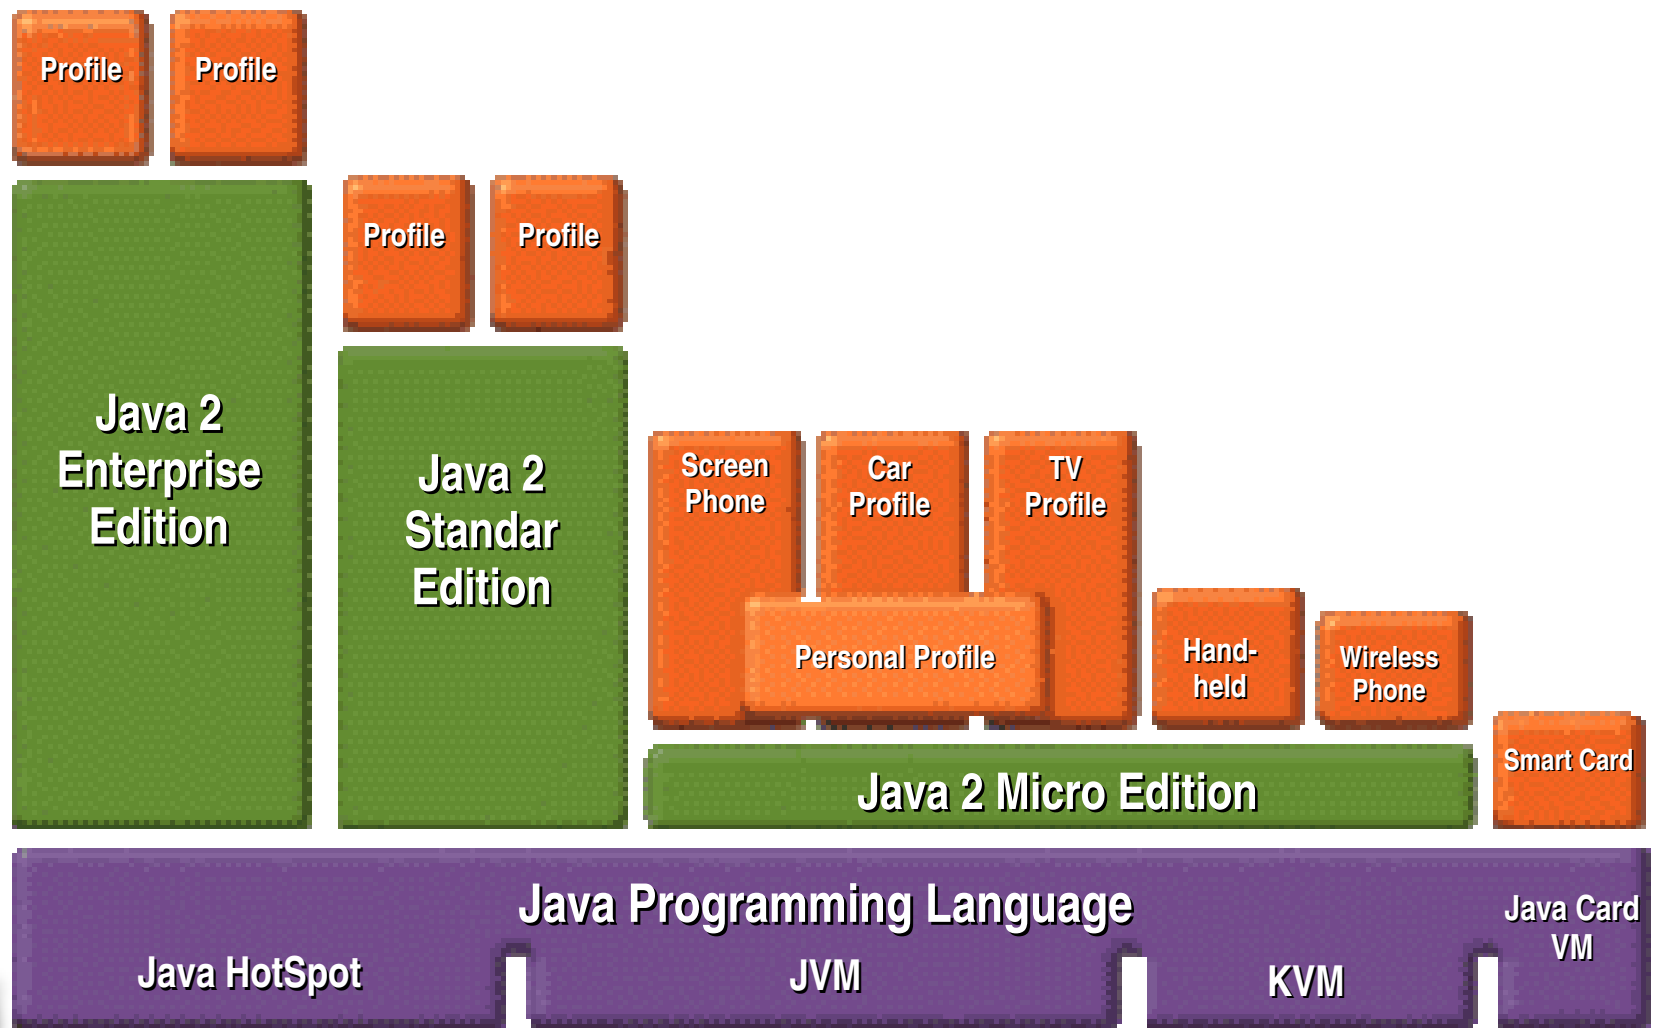 Profile
Profile
Profile
Profile
Java 2
Enterprise
Edition
Java 2
Standar
Edition
Screen
Phone
Car
Profile
TV
Profile
Personal Profile
Hand-
held
Wireless
Phone
Smart Card
Java 2 Micro Edition
Java Programming Language
Java HotSpot
JVM
KVM
Java Card
VM